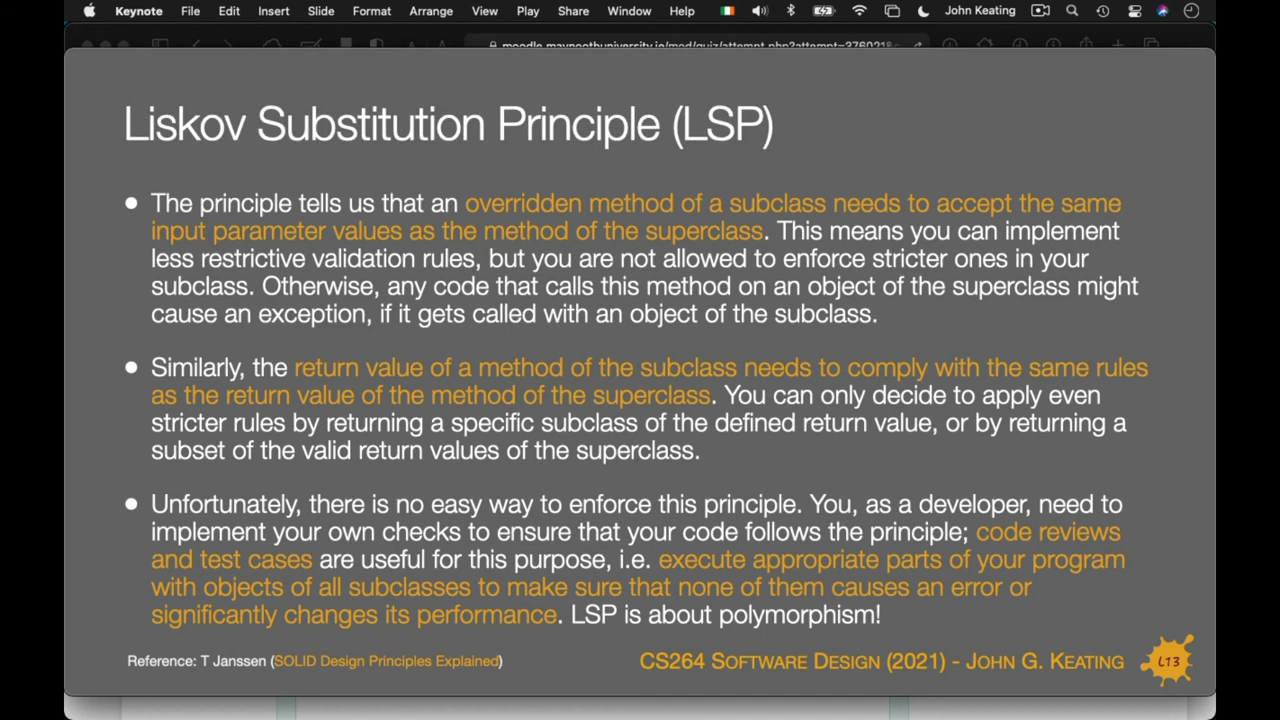 Keynote File Edit Insert Slide Format Arrange View Play Share Window Help John Keating
moodle.maynoothuniversity.ie/mod/quiz/attempt.php?attempt=376021&
Liskov Substitution Principle (LSP)
• The principle tells us that an overridden method of a subclass needs to accept the same
input parameter values as the method of the superclass. This means you can implement
less restrictive validation rules, but you are not allowed to enforce stricter ones in your
subclass. Otherwise, any code that calls this method on an object of the superclass might
cause an exception, if it gets called with an object of the subclass.
• Similarly, the return value of a method of the subclass needs to comply with the same rules
as the return value of the method of the superclass. You can only decide to apply even
stricter rules by returning a specific subclass of the defined return value, or by returning a
subset of the valid return values of the superclass.
• Unfortunately, there is no easy way to enforce this principle. You, as a developer, need to
implement your own checks to ensure that your code follows the principle; code reviews
and test cases are useful for this purpose, i.e. execute appropriate parts of your program
with objects of all subclasses to make sure that none of them causes an error or
significantly changes its performance. LSP is about polymorphism!
Reference: T Janssen (SOLID Design Principles Explained)
CS264 Software Design (2021) - John G. Keating
L13